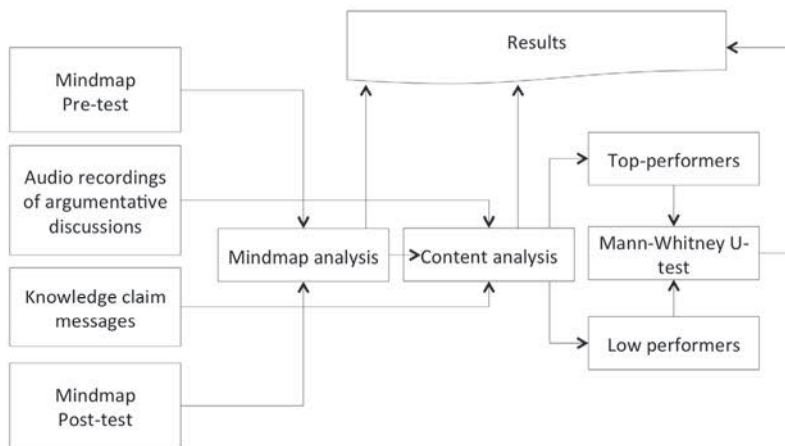 Results
Mindmap
Pre-test
Audio recordings
of argumentative
discussions
Knowledge claim
messages
Mindmap
Post-test
Mindmap analysis
Content analysis
Top-performers
Mann-Whitney U-
test
Low performers